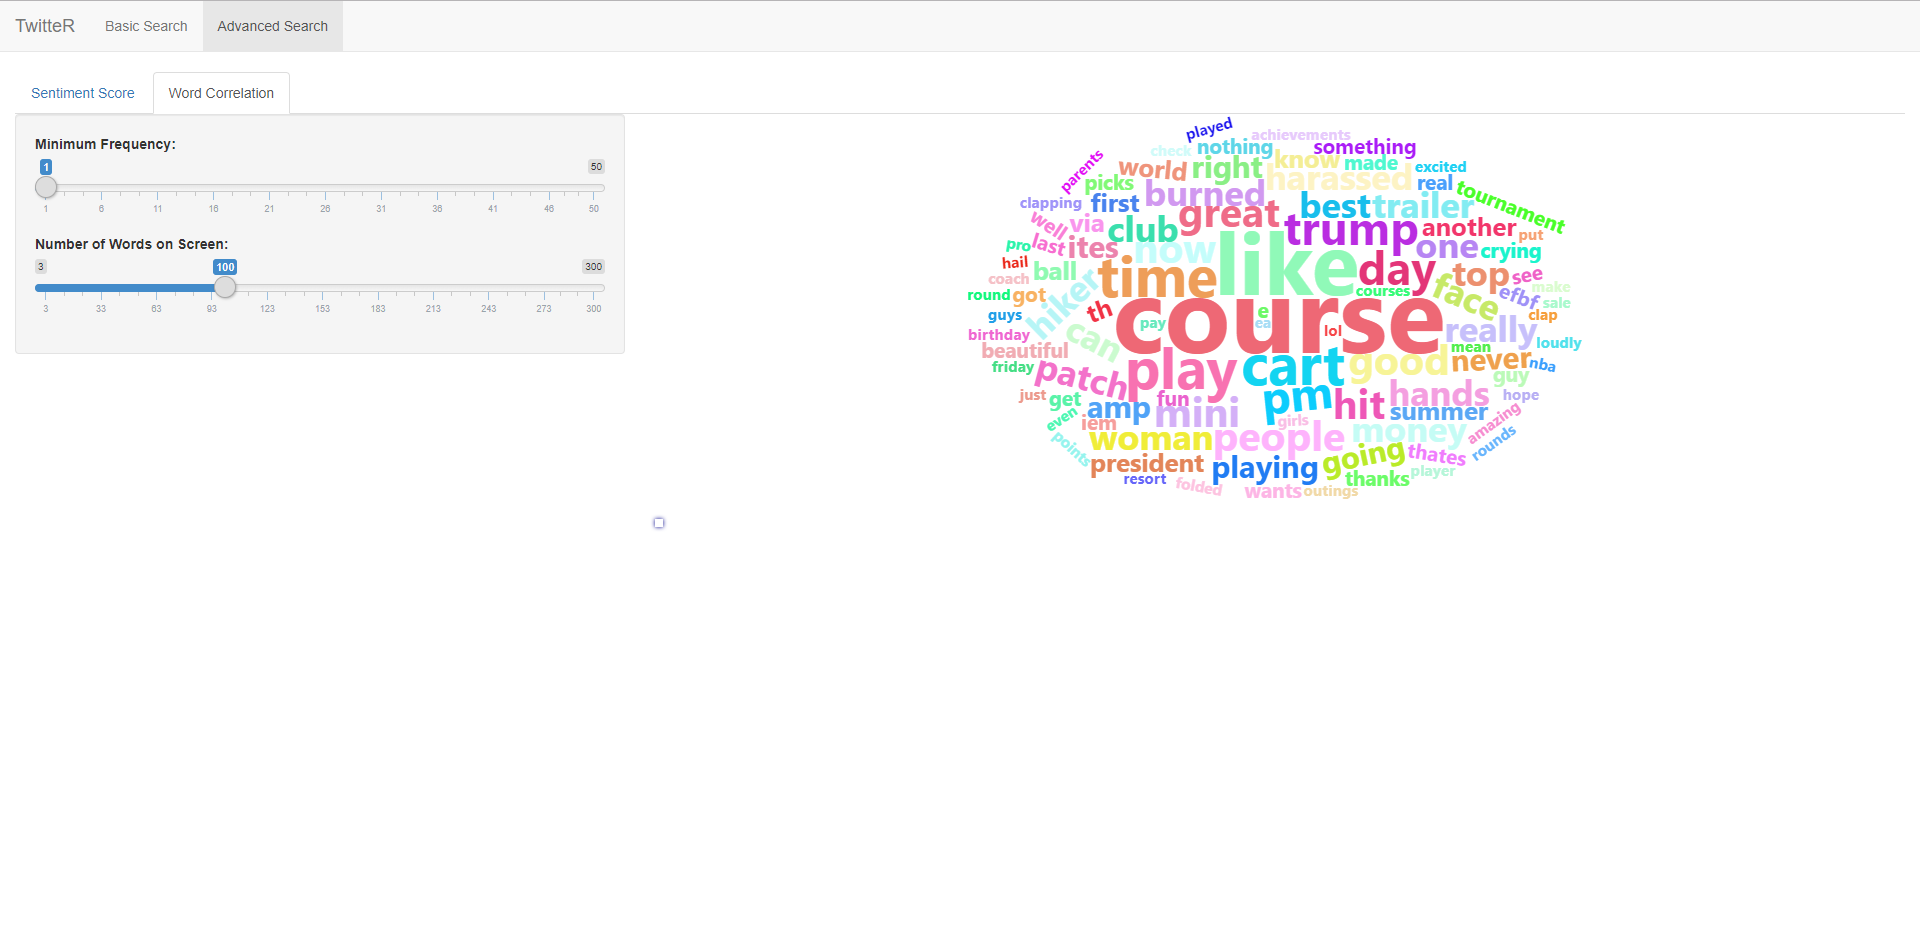 TwitteR Basic Search Advanced Search
Sentiment Score Word Correlation
Minimum Frequency:
1 50
1 6 11 16 21 26 31 36 41 46 50
Number of Words on Screen:
3 100 300
3 33 63 93 123 153 183 213 243 273 300
played achievements
check nothing something
parents world right know made excited
picks burned harassed real tournament
clapping first great best trailer
well via club trump another put
pro last ites now like one crying
hail time day top see
coach ball hiker courses face efbf make
round got th course sale
guys pay e ea lol really clap
birthday can mean loudly
beautiful play cart good never nba
friday patch guy
just get amp fun pm hit hands hope
even iem mini girls summer amazing
points woman people money rounds
president playing going thates
resort folded wants outings thanks player